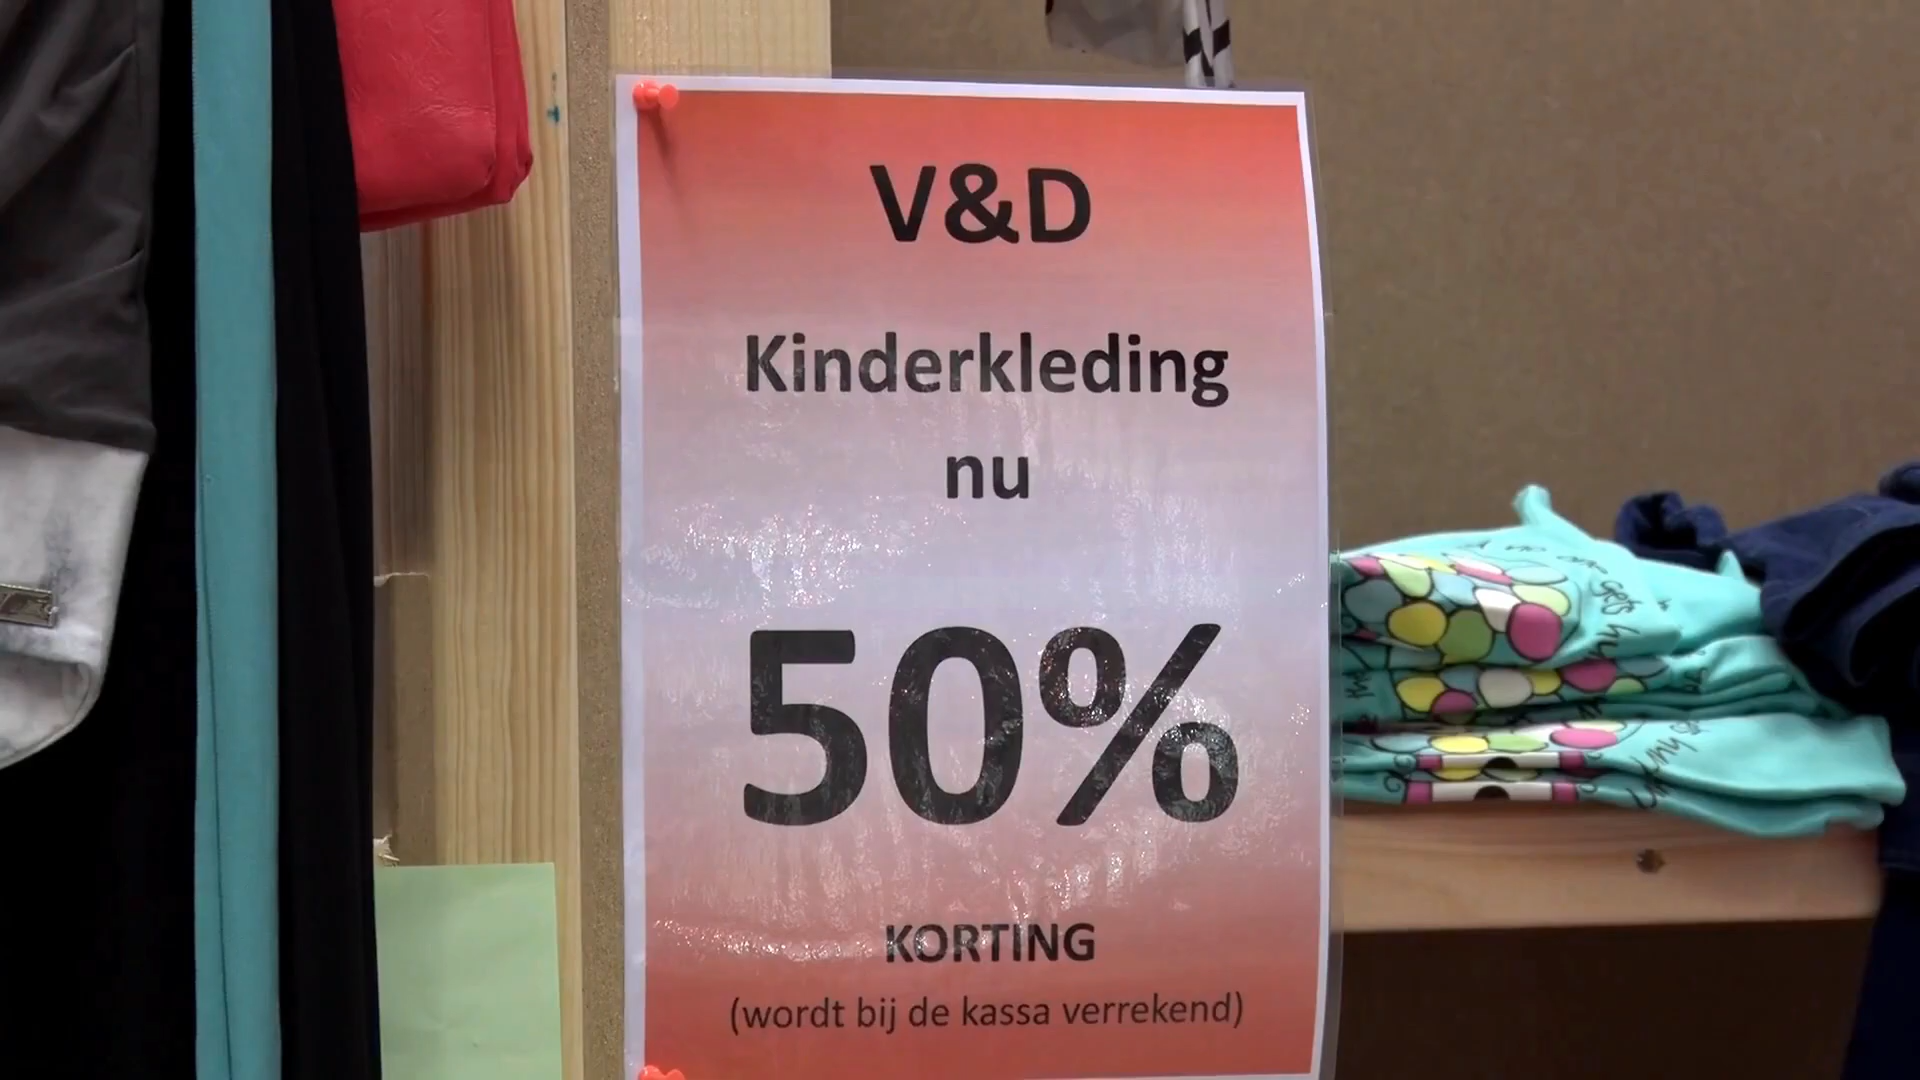 V&D
Kinderkleding
nu
50%
KORTING
(wordt bij de kassa verrekend)